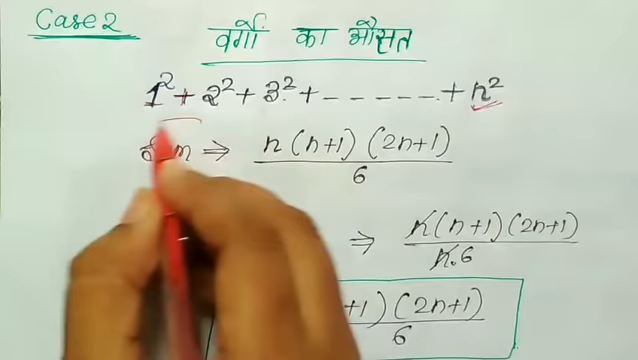 Case 2
वर्गो का औसत
1² + 2² + 3² + ------ + n²
⇒ n(n+1)(2n+1)/6
⇒ n(n+1)(2n+1)/n.6
+1)(2n+1)/6